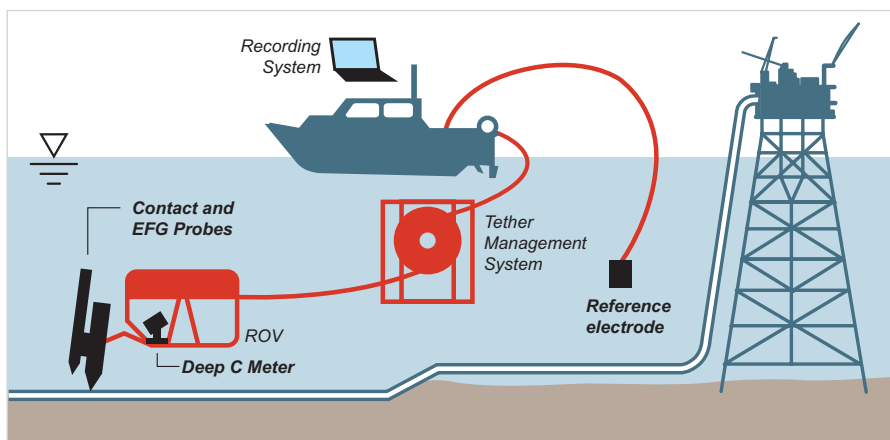 Recording
System
Contact and
EFG Probes
Tether
Management
System
Reference
electrode
ROV
Deep C Meter